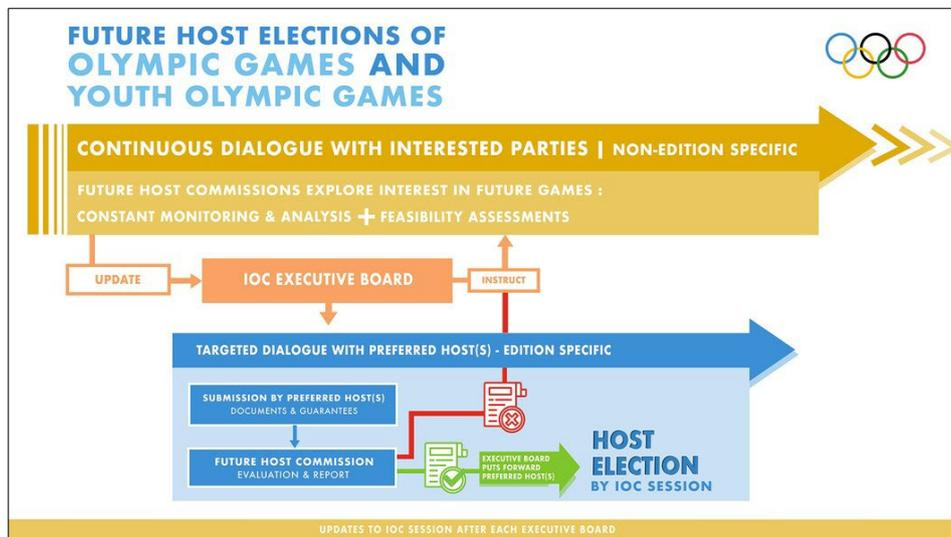 FUTURE HOST ELECTIONS OF
OLYMPIC GAMES AND
YOUTH OLYMPIC GAMES
CONTINUOUS DIALOGUE WITH INTERESTED PARTIES | NON-EDITION SPECIFIC
FUTURE HOST COMMISSIONS EXPLORE INTEREST IN FUTURE GAMES :
CONSTANT MONITORING & ANALYSIS + FEASIBILITY ASSESSMENTS
UPDATE
IOC EXECUTIVE BOARD
INSTRUCT
TARGETED DIALOGUE WITH PREFERRED HOST(S) - EDITION SPECIFIC
SUBMISSION BY PREFERRED HOST(S)
DOCUMENTS & GUARANTEES
FUTURE HOST COMMISSION
EVALUATION & REPORT
EXECUTIVE BOARD
PUTS FORWARD
PREFERRED HOST(S)
HOST
ELECTION
BY IOC SESSION
UPDATES TO IOC SESSION AFTER EACH EXECUTIVE BOARD